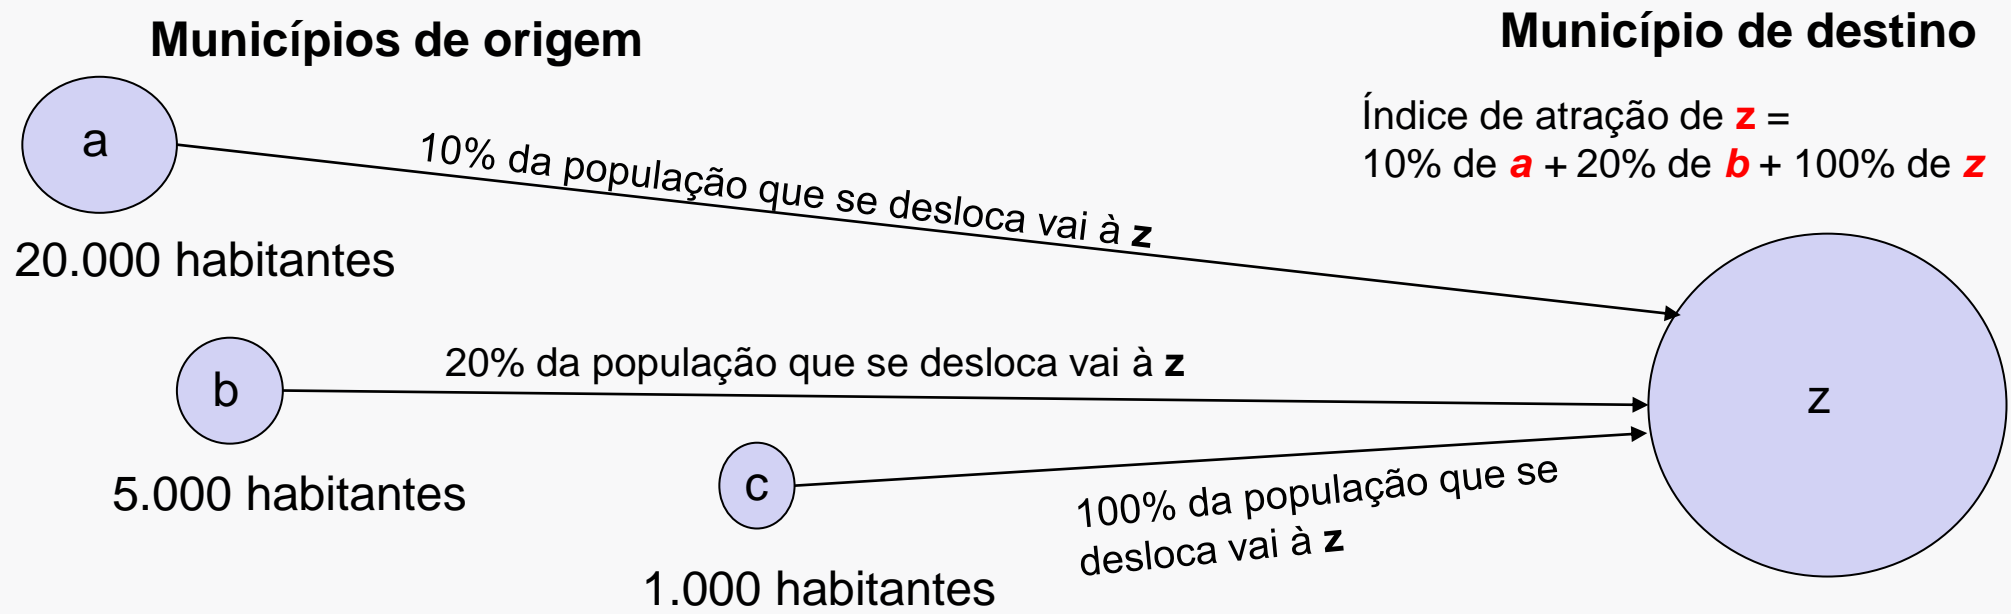 Municípios de origem
Município de destino
Índice de atração de z =
10% de a + 20% de b + 100% de z
a
10% da população que se desloca vai à z
20.000 habitantes
b
20% da população que se desloca vai à z
z
5.000 habitantes
c
100% da população que se
desloca vai à z
1.000 habitantes